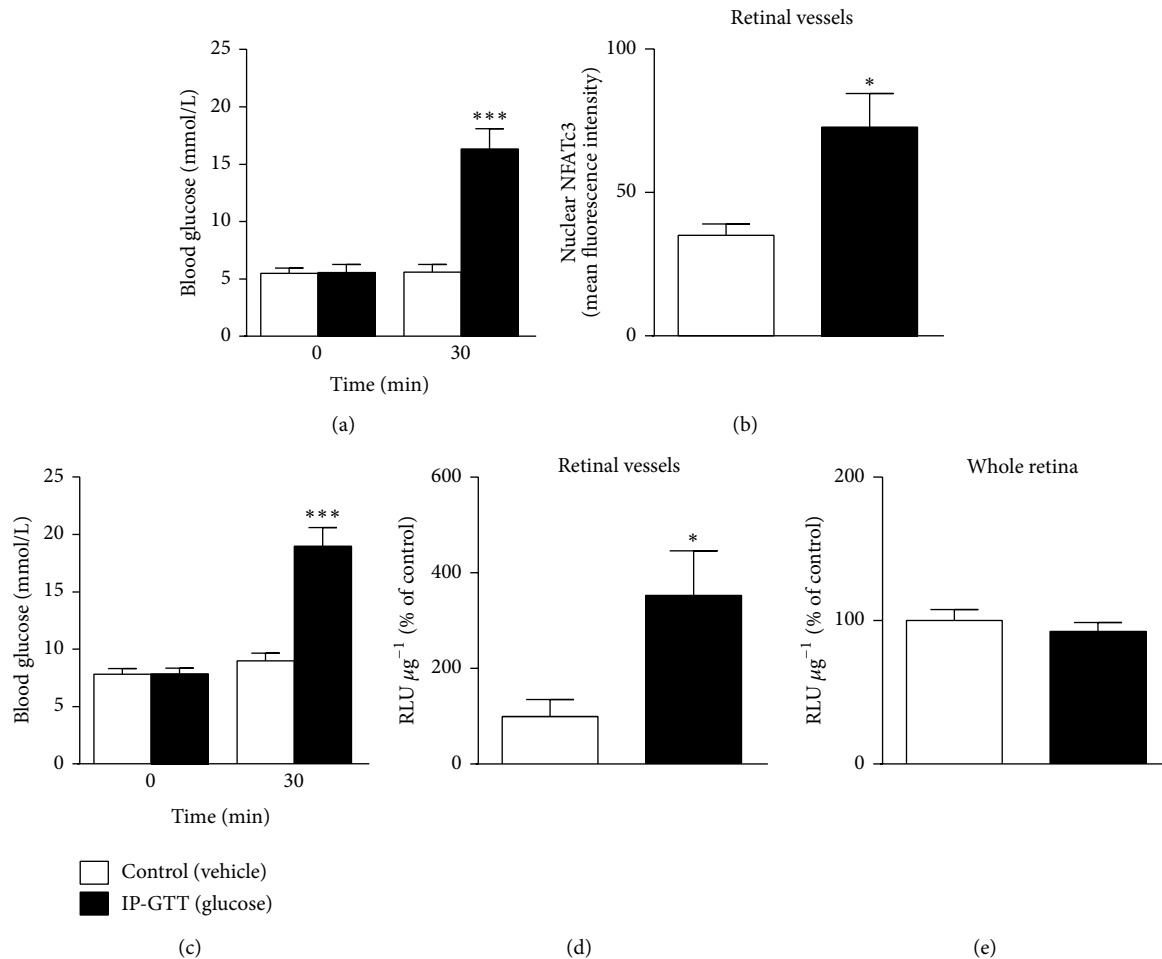 Blood glucose (mmol/L)
25
20
15
10
5
0
***
0
30
Time (min)
(a)
Retinal vessels
Nuclear NFATc3
(mean fluorescence intensity)
100
50
0
*
(b)
Blood glucose (mmol/L)
25
20
15
10
5
0
***
0
30
Time (min)
Control (vehicle)
IP-GTT (glucose)
(c)
Retinal vessels
RLU μg⁻¹ (% of control)
600
400
200
0
*
(d)
Whole retina
RLU μg⁻¹ (% of control)
200
100
0
(e)